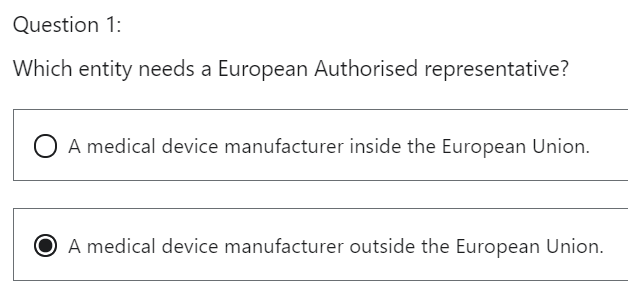 Question 1:
Which entity needs a European Authorised representative?
A medical device manufacturer inside the European Union.
A medical device manufacturer outside the European Union.